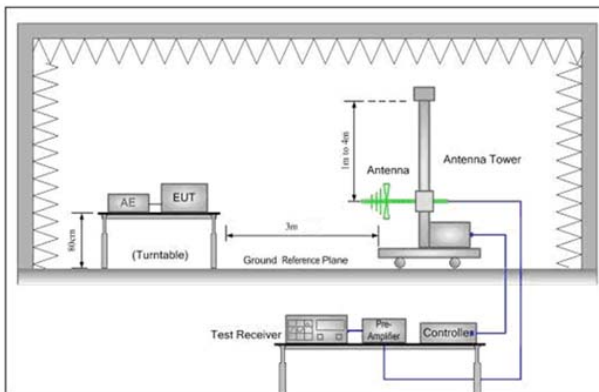 1m to 4m
Antenna
Antenna Tower
AE
EUT
80cm
(Turntable)
3m
Ground Reference Plane
Test Receiver
Pre-
Amplifier
Controller